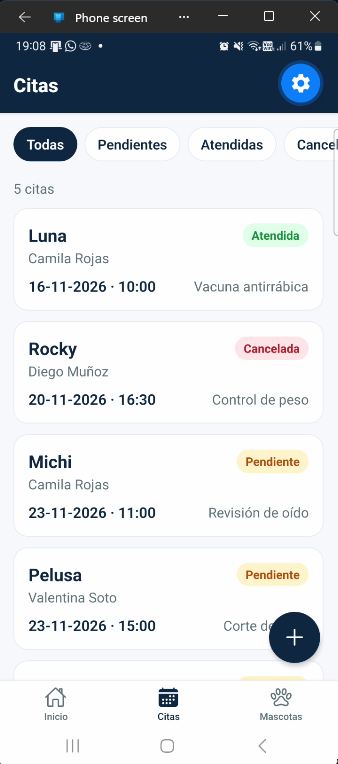 Phone screen
19:08
61%
Citas
Todas Pendientes Atendidas Cancel
5 citas
Luna Atendida
Camila Rojas
16-11-2026 · 10:00 Vacuna antirrábica
Rocky Cancelada
Diego Muñoz
20-11-2026 · 16:30 Control de peso
Michi Pendiente
Camila Rojas
23-11-2026 · 11:00 Revisión de oído
Pelusa Pendiente
Valentina Soto
23-11-2026 · 15:00 Corte de
Inicio Citas Mascotas